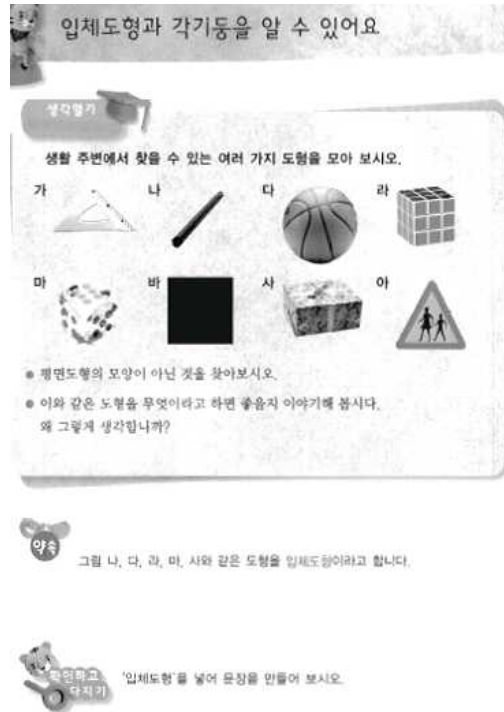 입체도형과 각기둥을 알 수 있어요
생각열기
생활 주변에서 찾을 수 있는 여러 가지 도형을 모아 보시오.
가 나 다 라
마 바 사 아
평면도형의 모양이 아닌 것을 찾아보시오.
이와 같은 도형을 무엇이라고 하면 좋을지 이야기해 봅시다.
왜 그렇게 생각합니까?
약속
그림 나, 다, 라, 마, 사와 같은 도형을 입체도형이라고 합니다.
확인하고
다지기
'입체도형'을 넣어 문장을 만들어 보시오.